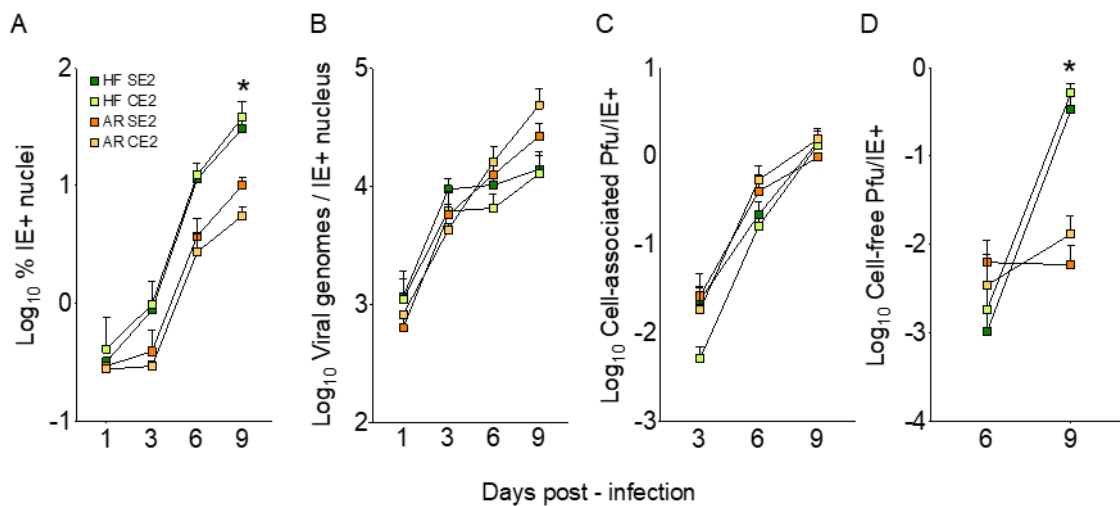 A
B
C
D
Log10 % IE+ nuclei
2
1
0
-1
HF SE2
HF CE2
AR SE2
AR CE2
*
1 3 6 9
Log10 Viral genomes / IE+ nucleus
5
4
3
2
1 3 6 9
Log10 Cell-associated Pfu/IE+
1
0
-1
-2
-3
3 6 9
Log10 Cell-free Pfu/IE+
-0
-1
-2
-3
-4
*
6 9
Days post - infection